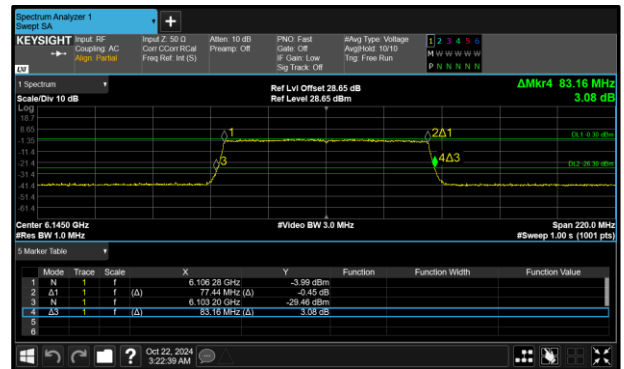 Spectrum Analyzer 1
Swept SA
+
KEYSIGHT Input: RF Input Z: 50 Ω Atten: 10 dB PNO: Fast #Avg Type: Voltage 1 2 3 4 5 6
Coupling: AC Corr CCorr RCal Preamp: Off Gate: Off Avg|Hold: 10/10 M W W W W W
Align: Partial Freq Ref: Int (S) IF Gain: Low Trig: Free Run P N N N N N
Sig Track: Off
LXI
1 Spectrum Ref Lvl Offset 28.65 dB ΔMkr4 83.16 MHz
Scale/Div 10 dB Ref Level 28.65 dBm 3.08 dB
Log
18.7
8.65
1 2Δ1
-1.35 DL1 -0.30 dBm
-11.4
3 4Δ3
-21.4 DL2 -26.30 dBm
-31.4
-41.4
-51.4
-61.4
Center 6.1450 GHz #Video BW 3.0 MHz Span 220.0 MHz
#Res BW 1.0 MHz #Sweep 1.00 s (1001 pts)
5 Marker Table
Mode Trace Scale X Y Function Function Width Function Value
1 N 1 f 6.106 28 GHz -3.99 dBm
2 Δ1 1 f (Δ) 77.44 MHz (Δ) -0.45 dB
3 N 1 f 6.103 20 GHz -29.46 dBm
4 Δ3 1 f (Δ) 83.16 MHz (Δ) 3.08 dB
5
6
? Oct 22, 2024
3:22:39 AM